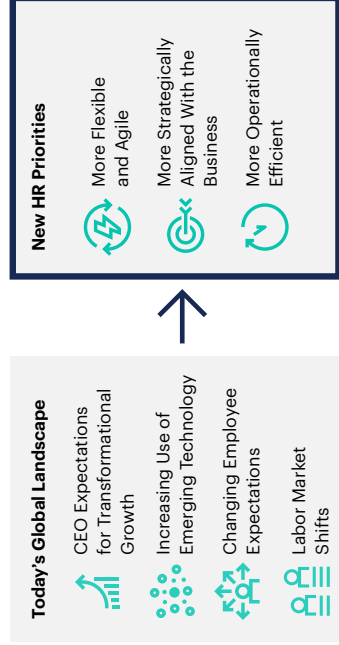 Today's Global Landscape
CEO Expectations
for Transformational
Growth
Increasing Use of
Emerging Technology
Changing Employee
Expectations
Labor Market
Shifts
New HR Priorities
More Flexible
and Agile
More Strategically
Aligned With the
Business
More Operationally
Efficient